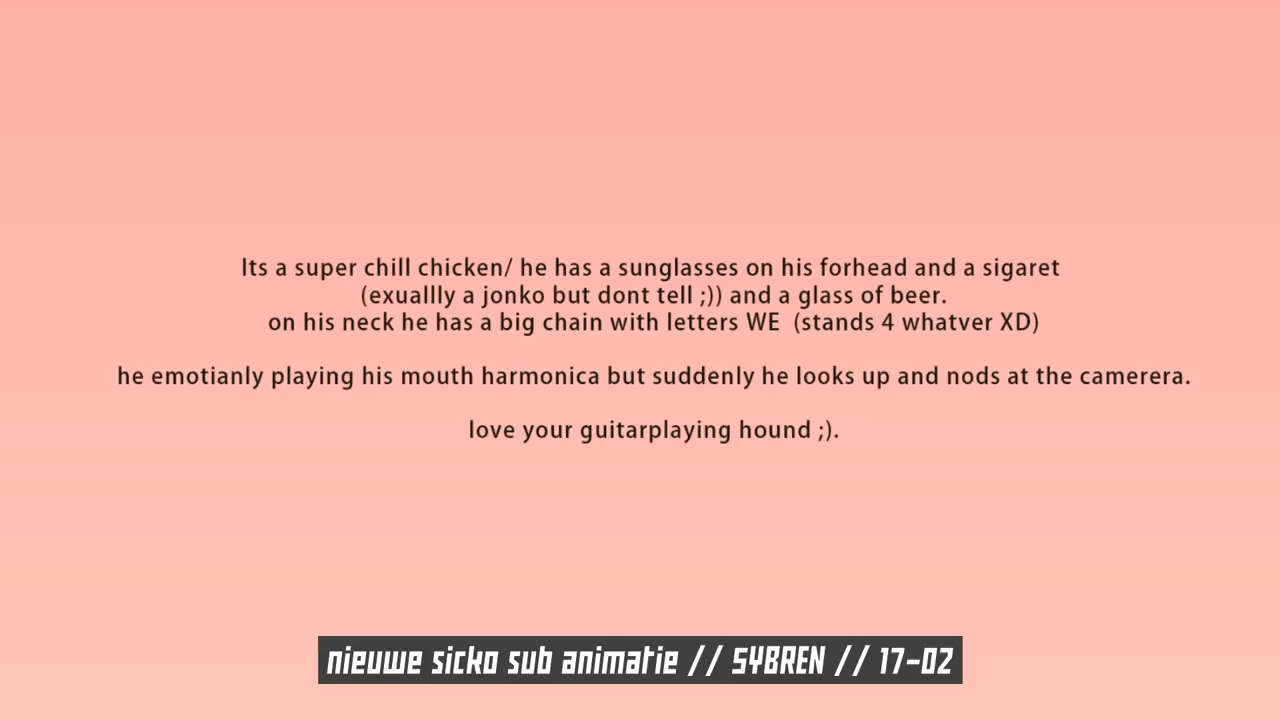 Its a super chill chicken/ he has a sunglasses on his forhead and a sigaret
(exuallly a jonko but dont tell ;)) and a glass of beer.
on his neck he has a big chain with letters WE  (stands 4 whatver XD)
he emotianly playing his mouth harmonica but suddenly he looks up and nods at the camerera.
love your guitarplaying hound ;).
nieuwe sicko sub animatie // SYBREN // 17-02